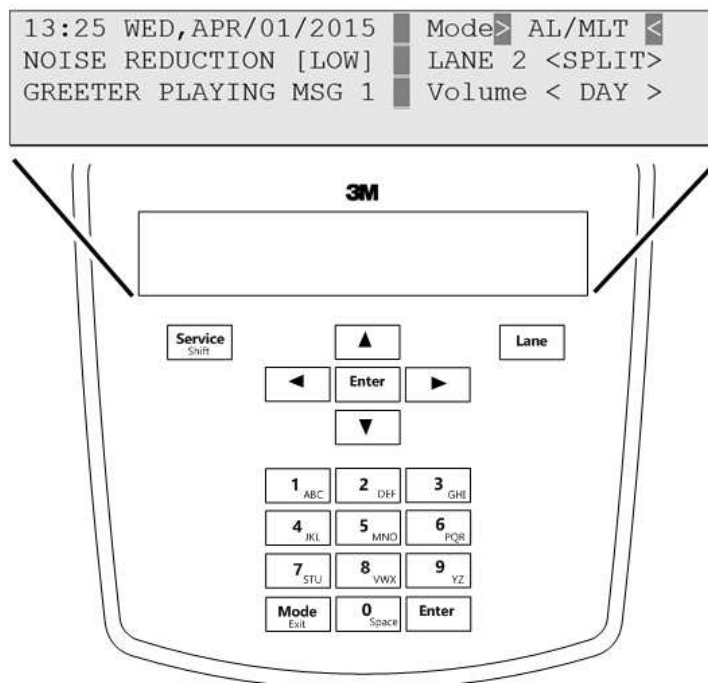 13:25 WED,APR/01/2015 Mode> AL/MLT <
NOISE REDUCTION [LOW] LANE 2 <SPLIT>
GREETER PLAYING MSG 1 Volume < DAY >
3M
Service
Shift
Lane
Enter
1 ABC 2 DEF 3 GHI
4 JKL 5 MNO 6 PQR
7 STU 8 VWX 9 YZ
Mode
Exit
0 Space
Enter